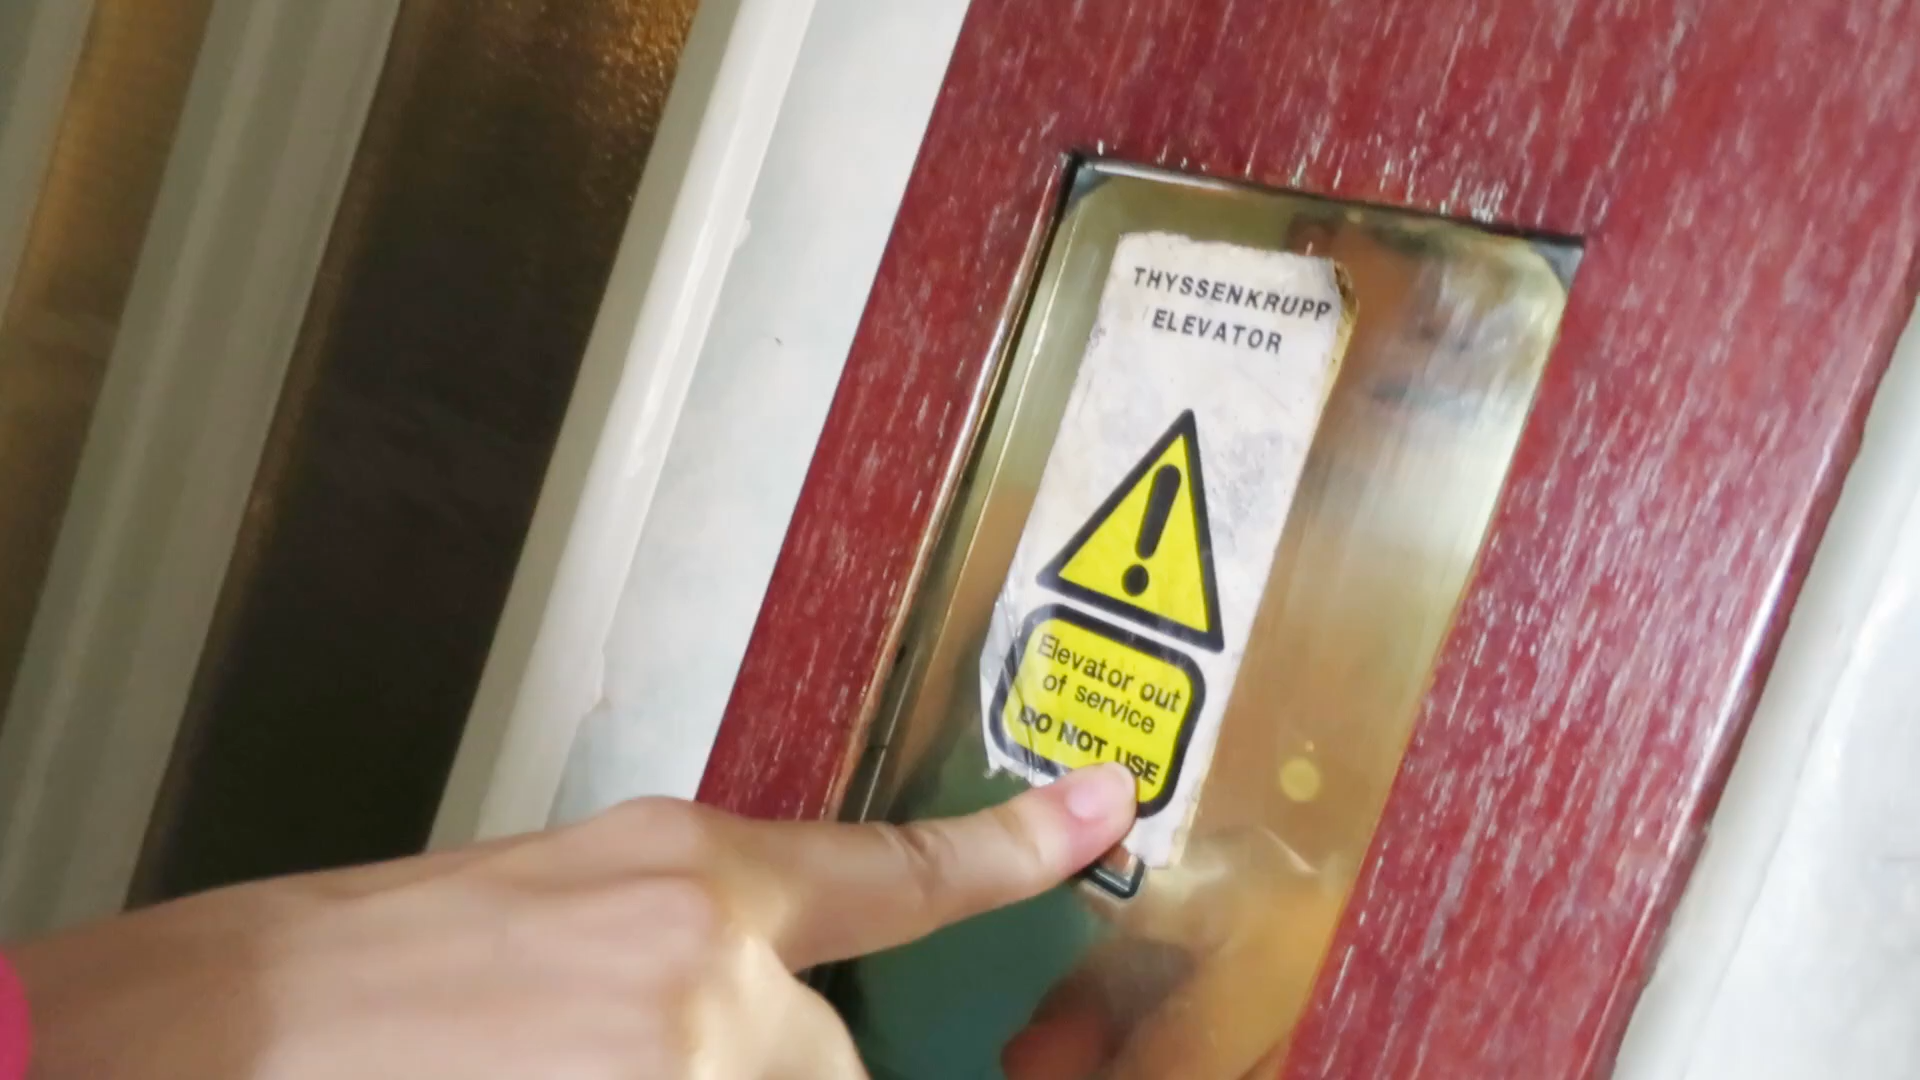 THYSSENKRUPP
ELEVATOR
Elevator out
of service
DO NOT USE